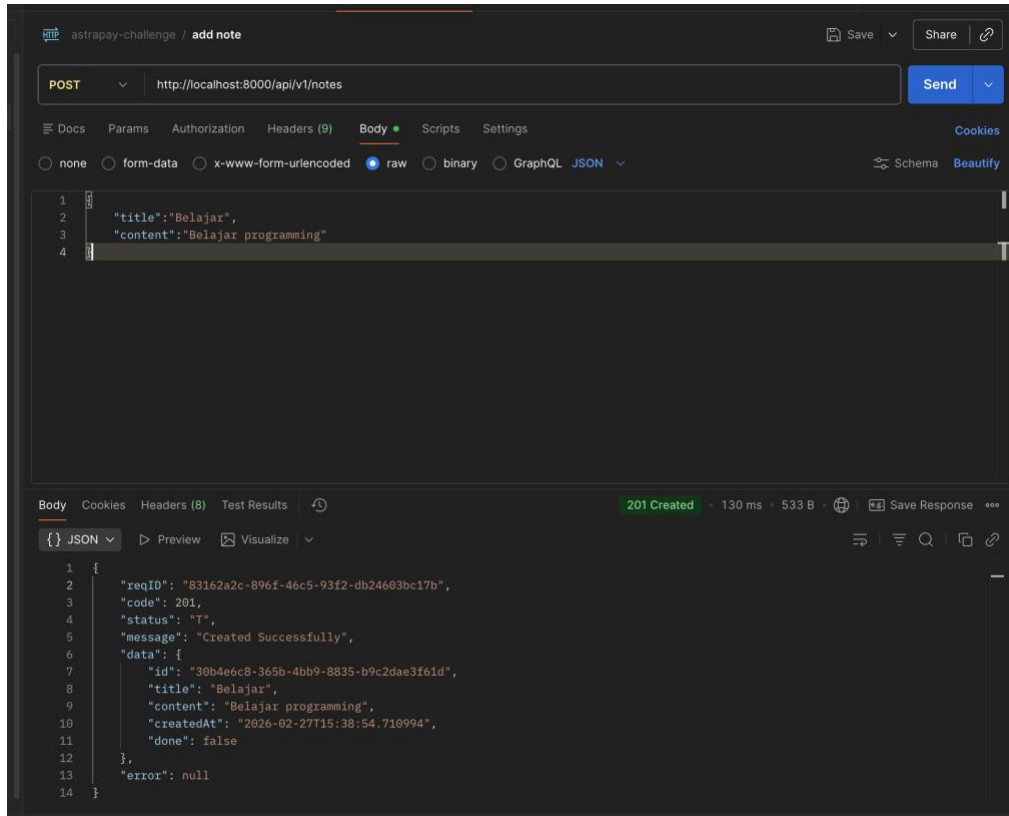 HTTP astrapay-challenge / add note Save Share
POST http://localhost:8000/api/v1/notes Send
Docs Params Authorization Headers (9) Body Scripts Settings Cookies
none form-data x-www-form-urlencoded raw binary GraphQL JSON Schema Beautify
1 {
2 "title":"Belajar",
3 "content":"Belajar programming"
4 }
Body Cookies Headers (8) Test Results 201 Created • 130 ms • 533 B e.g. Save Response
{} JSON Preview Visualize
1 {
2 "reqID": "83162a2c-896f-46c5-93f2-db24603bc17b",
3 "code": 201,
4 "status": "T",
5 "message": "Created Successfully",
6 "data": {
7 "id": "30b4e6c8-365b-4bb9-8835-b9c2dae3f61d",
8 "title": "Belajar",
9 "content": "Belajar programming",
10 "createdAt": "2026-02-27T15:38:54.710994",
11 "done": false
12 },
13 "error": null
14 }